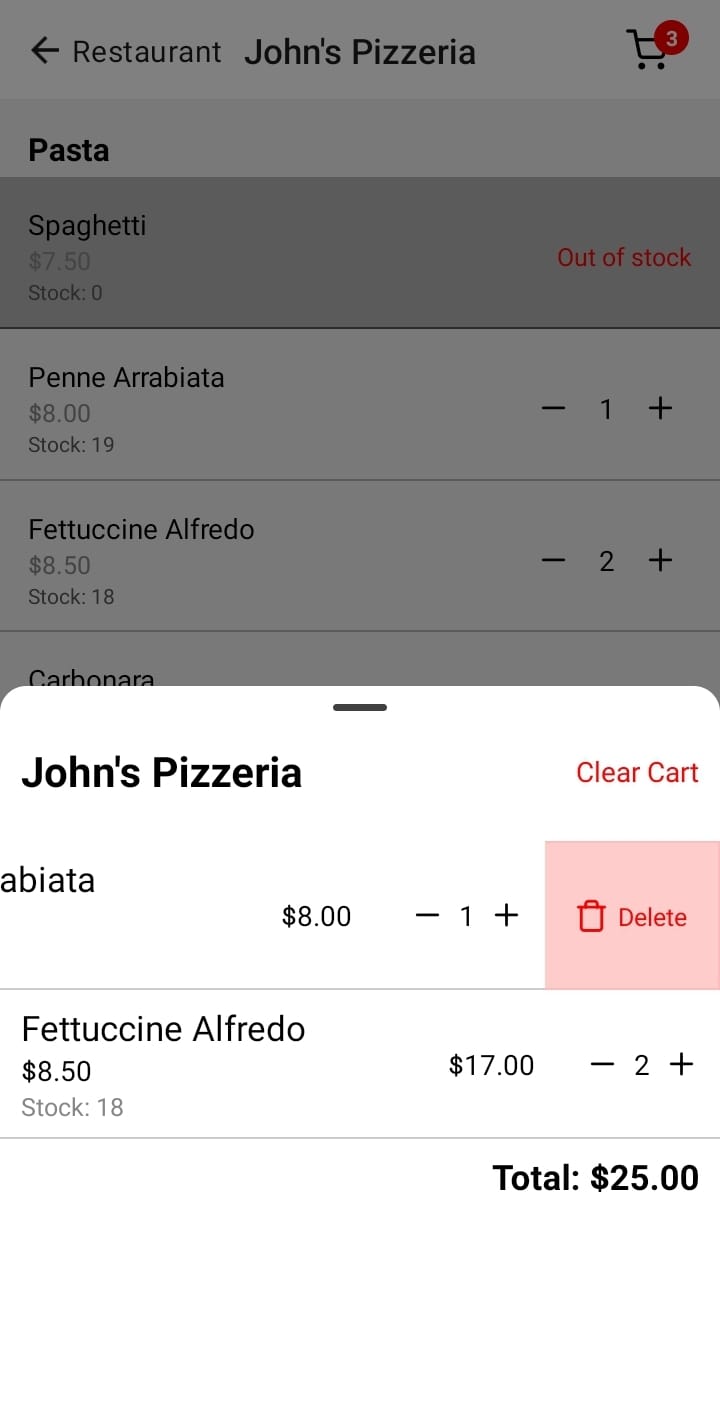 Restaurant John's Pizzeria 3
Pasta
Spaghetti
$7.50
Out of stock
Stock: 0
Penne Arrabiata
$8.00
1
Stock: 19
Fettuccine Alfredo
$8.50
2
Stock: 18
Carbonara
John's Pizzeria Clear Cart
abiata
$8.00 1 Delete
Fettuccine Alfredo
$8.50 $17.00 2
Stock: 18
Total: $25.00